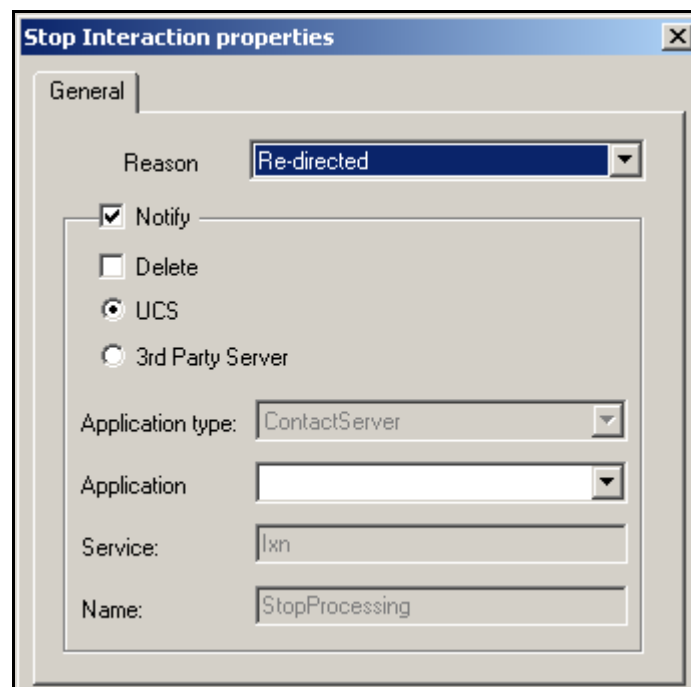 Stop Interaction properties
General
Reason Re-directed
Notify
Delete
UCS
3rd Party Server
Application type: ContactServer
Application
Service: Ixn
Name: StopProcessing